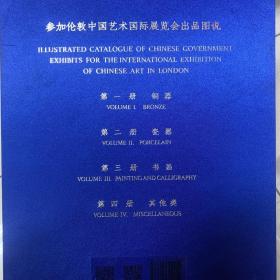 参加伦敦中国艺术国际展览会出品图说
ILLUSTRATED CATALOGUE OF CHINESE GOVERNMENT
EXHIBITS FOR THE INTERNATIONAL EXHIBITION
OF CHINESE ART IN LONDON
第一册 铜器
VOLUME I. BRONZE
第二册 瓷器
VOLUME II. PORCELAIN
第三册 书画
VOLUME III. PAINTING AND CALLIGRAPHY
第四册 其他类
VOLUME IV. MISCELLANEOUS